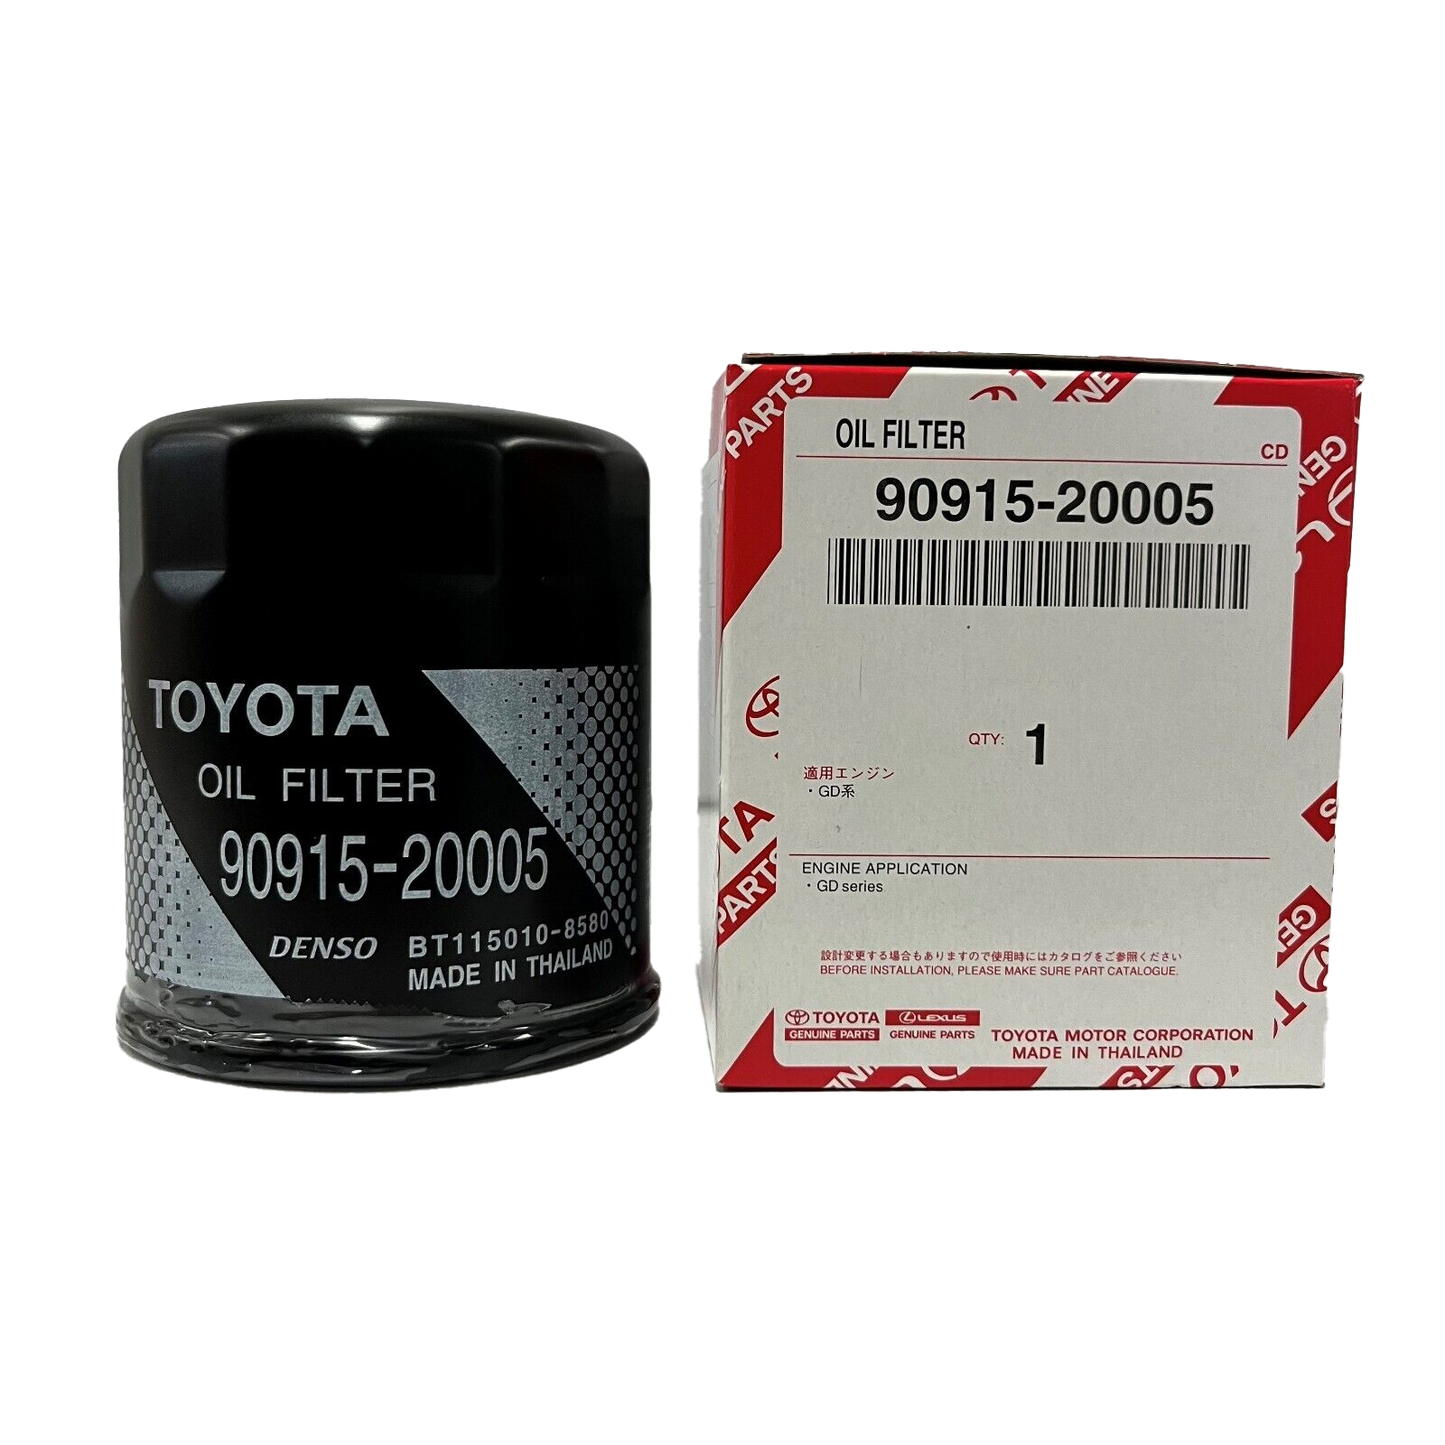 TOYOTA
OIL FILTER
90915-20005
DENSO
BT115010-8580
MADE IN THAILAND
PARTS
OIL FILTER
CD
90915-20005
QTY: 1
適用エンジン
・GD系
ENGINE APPLICATION
・GD series
設計変更する場合もありますので使用時にはカタログをご参照ください
BEFORE INSTALLATION, PLEASE MAKE SURE PART CATALOGUE.
TOYOTA
GENUINE PARTS
LEXUS
GENUINE PARTS
TOYOTA MOTOR CORPORATION
MADE IN THAILAND
PARTS